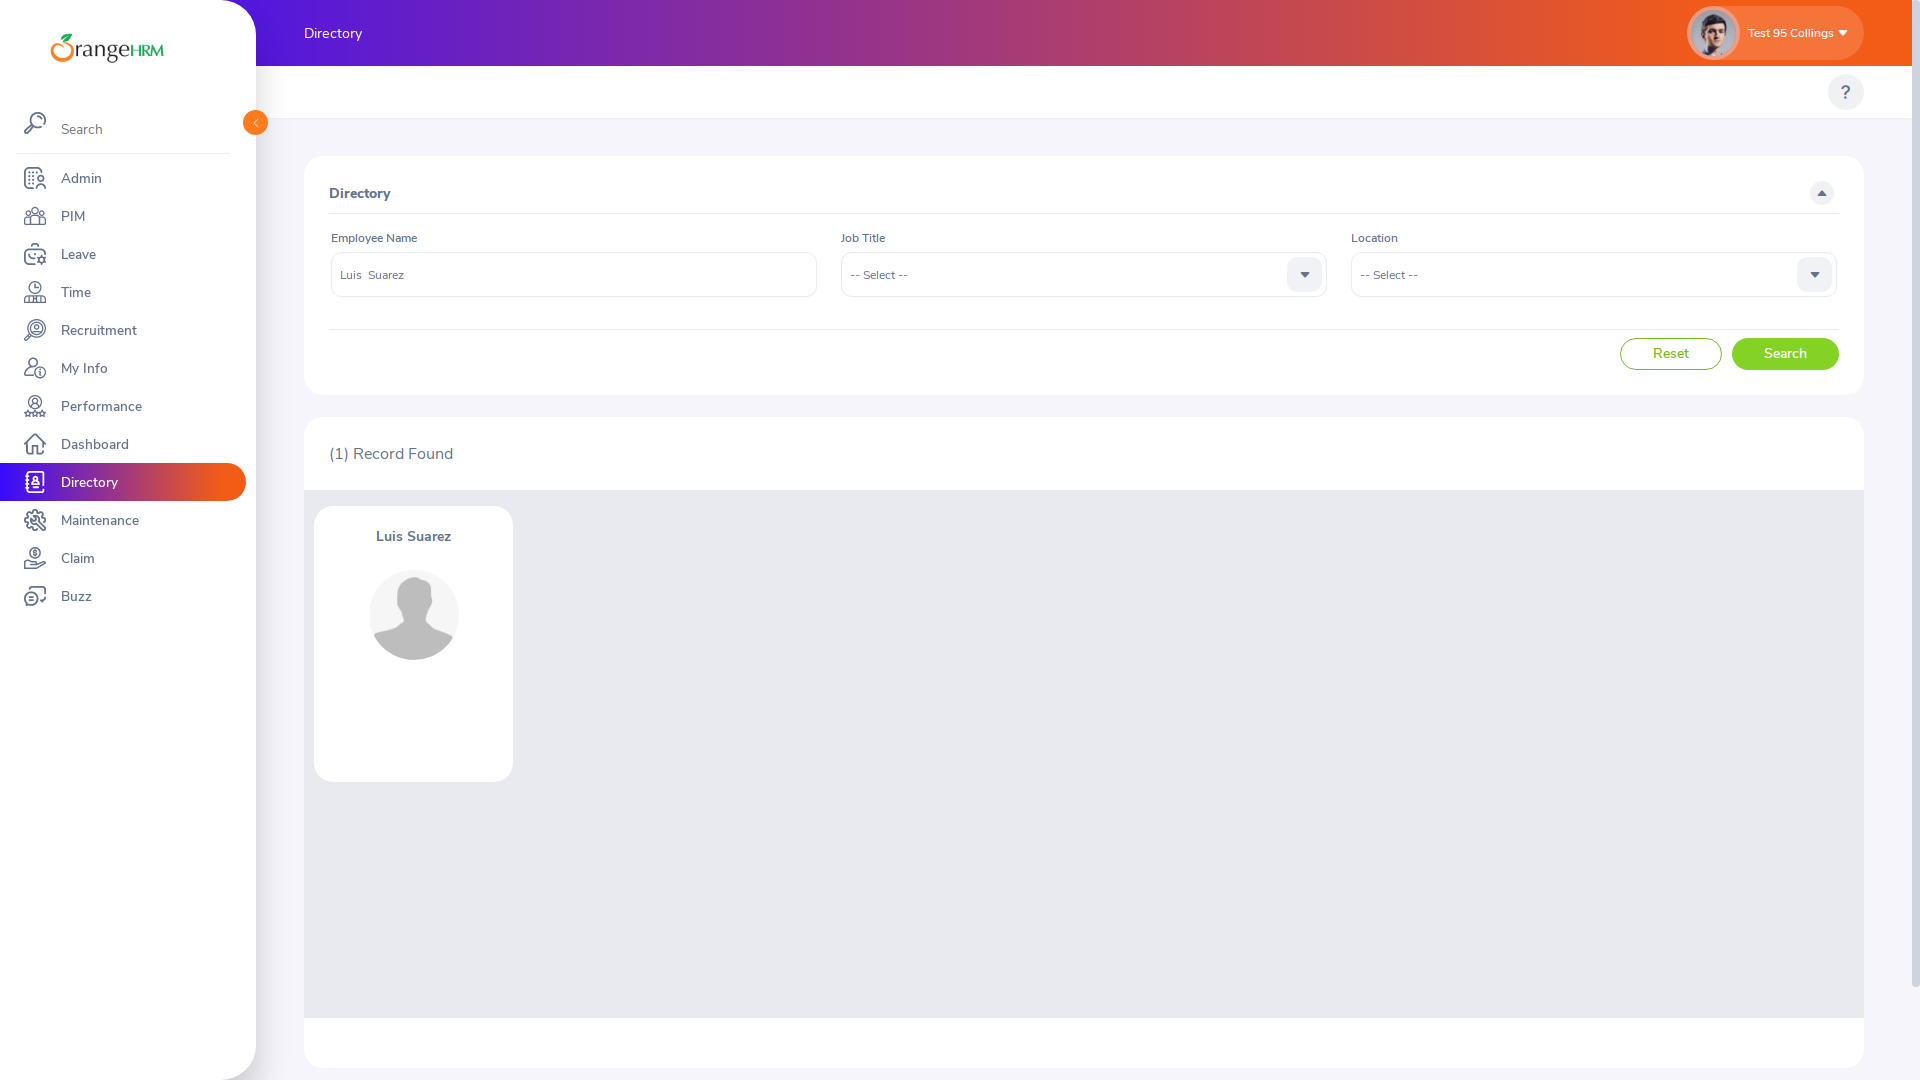 OrangeHRM
Search
Admin
PIM
Leave
Time
Recruitment
My Info
Performance
Dashboard
Directory
Maintenance
Claim
Buzz
Directory
Test 95 Collings
?
Directory
Employee Name
Job Title
Location
Luis  Suarez
-- Select --
-- Select --
Reset
Search
(1) Record Found
Luis Suarez